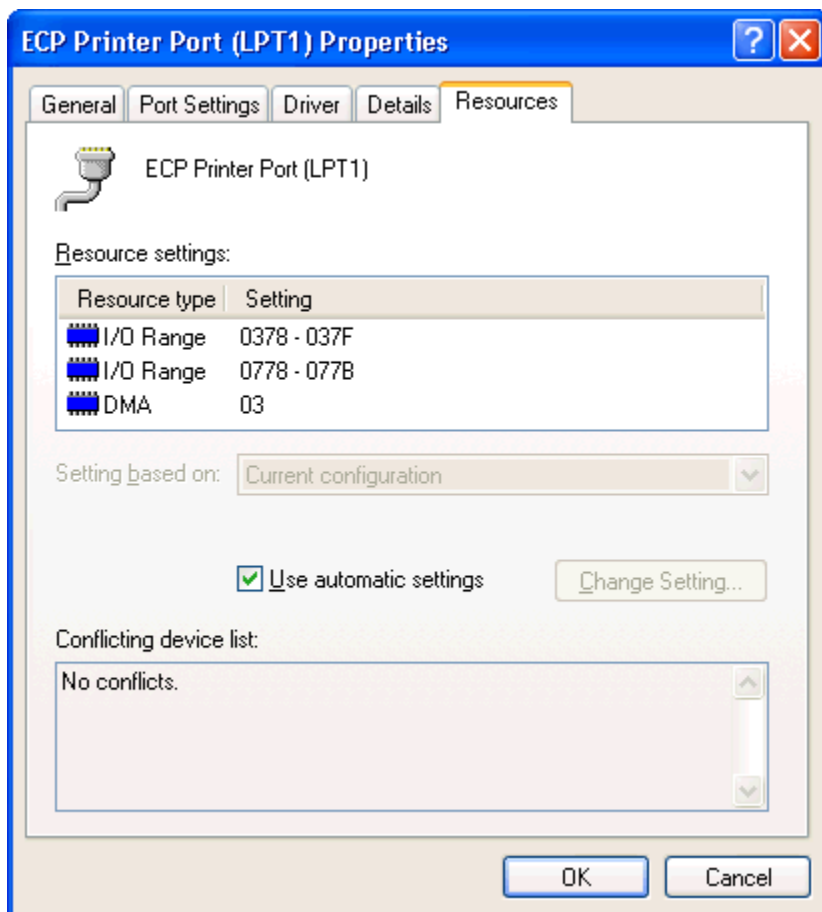 ECP Printer Port (LPT1) Properties
General Port Settings Driver Details Resources
ECP Printer Port (LPT1)
Resource settings:
Resource type Setting
I/O Range 0378 - 037F
I/O Range 0778 - 077B
DMA 03
Setting based on: Current configuration
Use automatic settings Change Setting...
Conflicting device list:
No conflicts.
OK Cancel